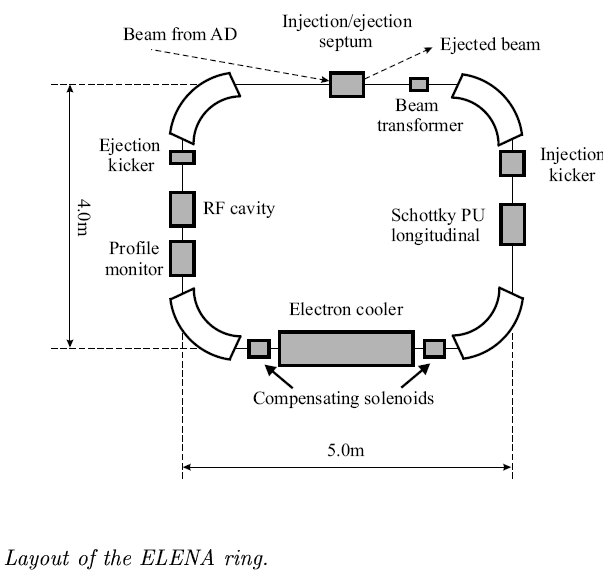 Injection/ejection
septum
Beam from AD
Ejected beam
Beam
transformer
Ejection
kicker
Injection
kicker
RF cavity
Schottky PU
longitudinal
4.0m
Profile
monitor
Electron cooler
Compensating solenoids
5.0m
Layout of the ELENA ring.